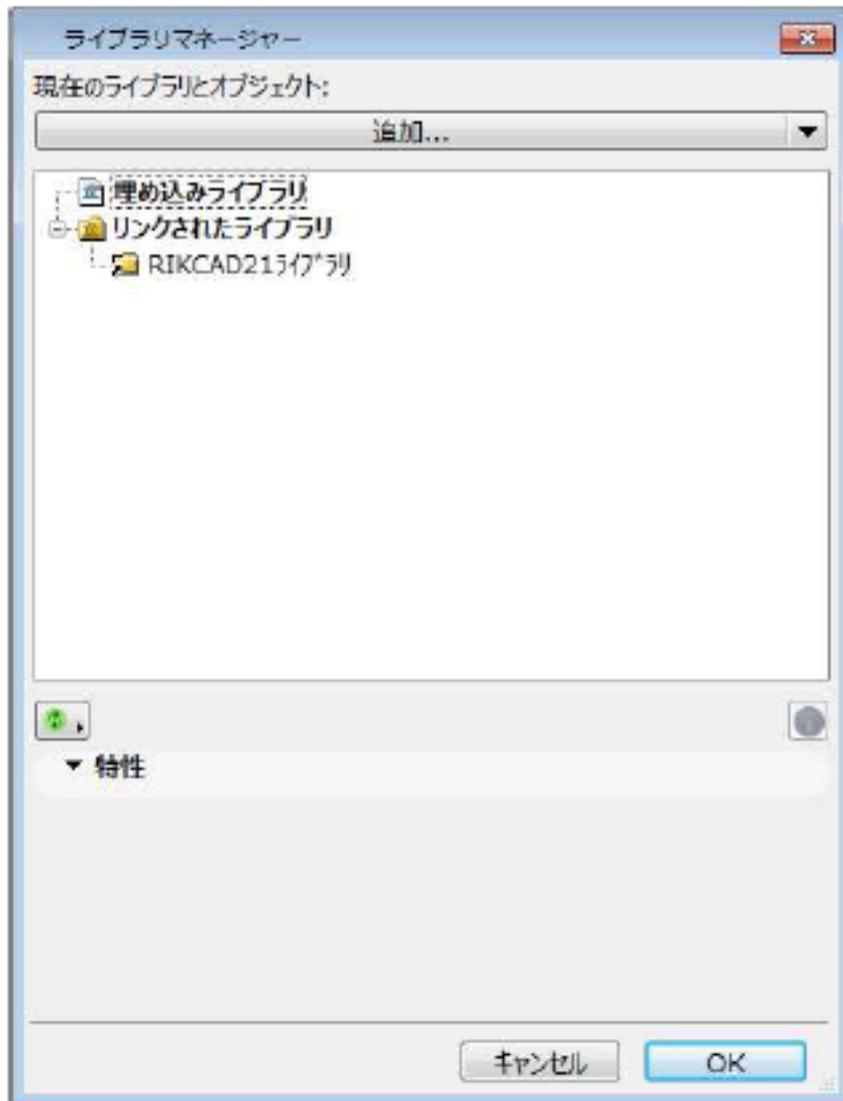 ライブラリマネージャー
現在のライブラリとオブジェクト:
追加...
埋め込みライブラリ
リンクされたライブラリ
RIKCAD21ﾗｲﾌﾞﾗﾘ
特性
キャンセル
OK